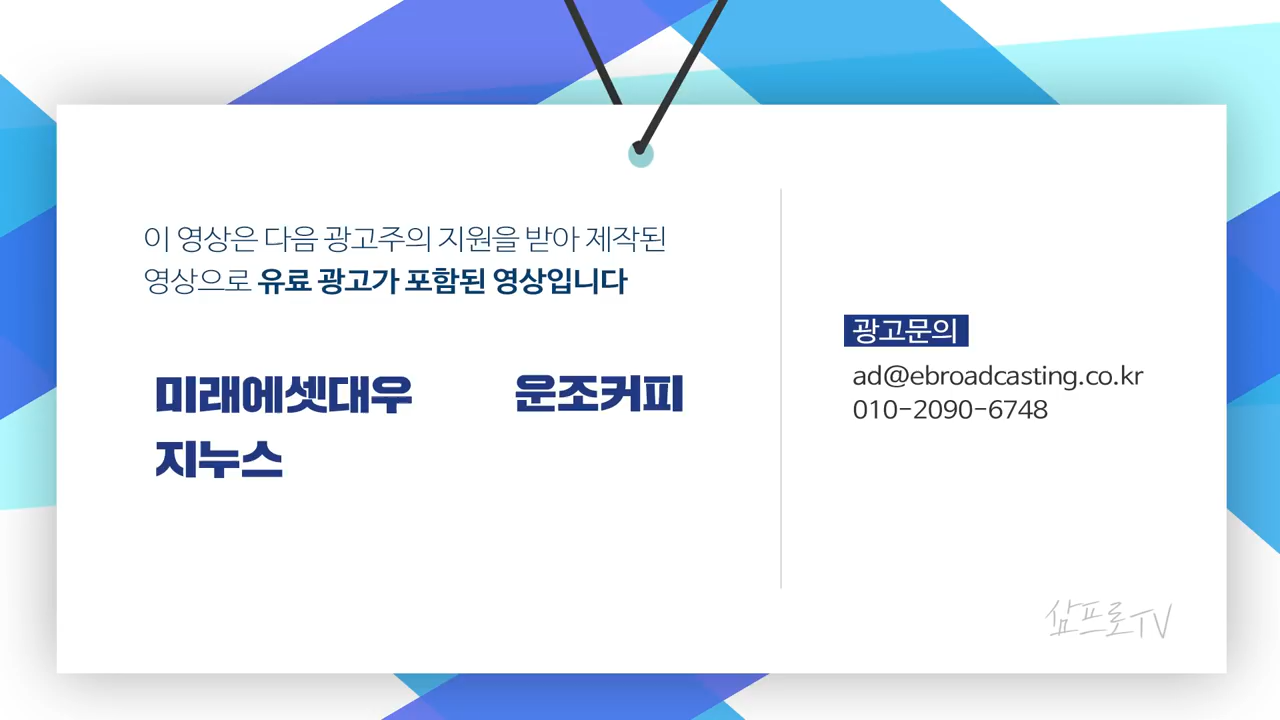 이 영상은 다음 광고주의 지원을 받아 제작된
영상으로 유료 광고가 포함된 영상입니다
미래에셋대우 운조커피
지누스
광고문의
ad@ebroadcasting.co.kr
010-2090-6748
삼프로TV